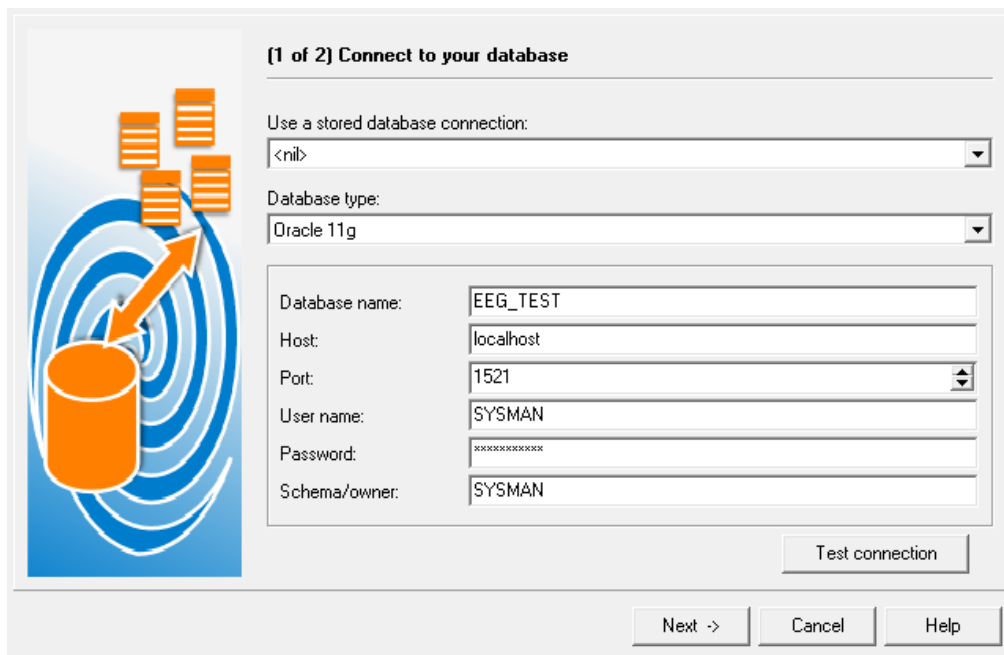 (1 of 2) Connect to your database
Use a stored database connection:
<nil>
Database type:
Oracle 11g
Database name: EEG_TEST
Host: localhost
Port: 1521
User name: SYSMAN
Password: ***********
Schema/owner: SYSMAN
Test connection
Next -> Cancel Help